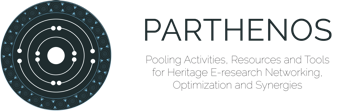 PARTHENOS
Pooling Activities, Resources and Tools
for Heritage E-research Networking,
Optimization and Synergies